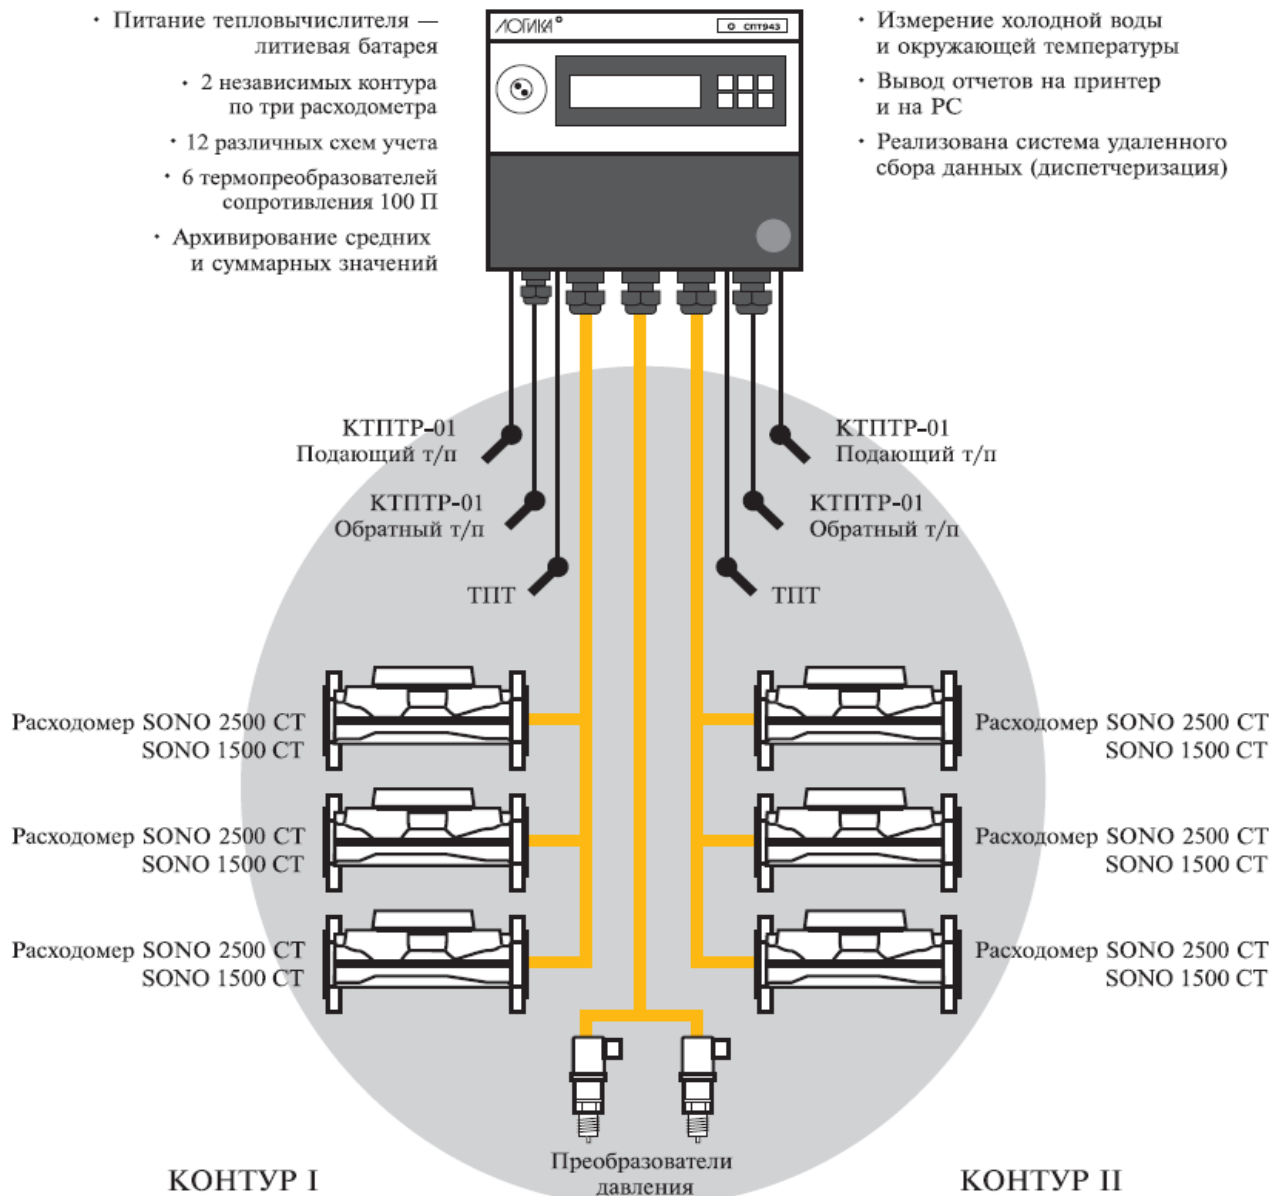 • Питание тепловычислителя —
литиевая батарея
• 2 независимых контура
по три расходометра
• 12 различных схем учета
• 6 термопреобразователей
сопротивления 100 П
• Архивирование средних
и суммарных значений
ЛОГИКА
СПТ943
• Измерение холодной воды
и окружающей температуры
• Вывод отчетов на принтер
и на PC
• Реализована система удаленного
сбора данных (диспетчеризация)
КТПТР-01
Подающий т/п
КТПТР-01
Обратный т/п
ТПТ
КТПТР-01
Подающий т/п
КТПТР-01
Обратный т/п
ТПТ
Расходомер SONO 2500 CT
SONO 1500 CT
Расходомер SONO 2500 CT
SONO 1500 CT
Расходомер SONO 2500 CT
SONO 1500 CT
Расходомер SONO 2500 CT
SONO 1500 CT
Расходомер SONO 2500 CT
SONO 1500 CT
Расходомер SONO 2500 CT
SONO 1500 CT
Преобразователи
давления
КОНТУР I
КОНТУР II